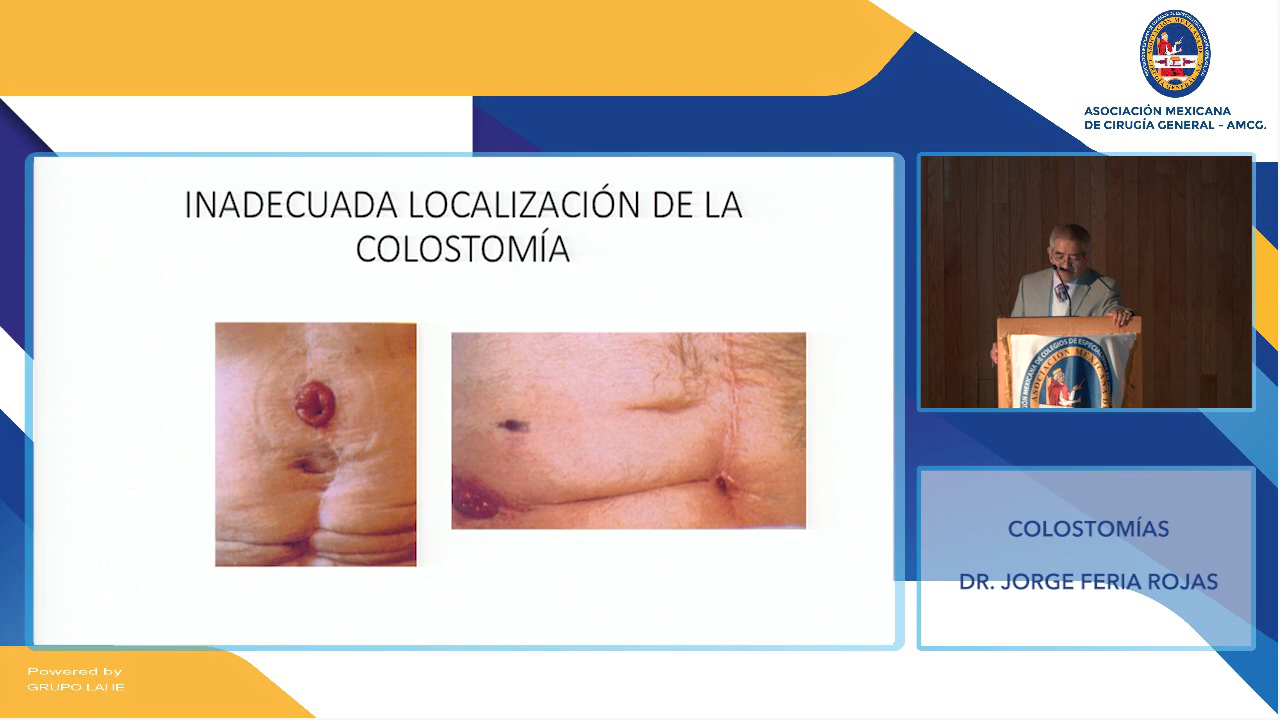 ASOCIACIÓN MEXICANA
DE CIRUGÍA GENERAL - AMCG.
INADECUADA LOCALIZACIÓN DE LA
COLOSTOMÍA
COLOSTOMÍAS
DR. JORGE FERIA ROJAS
Powered by
GRUPO LAHE